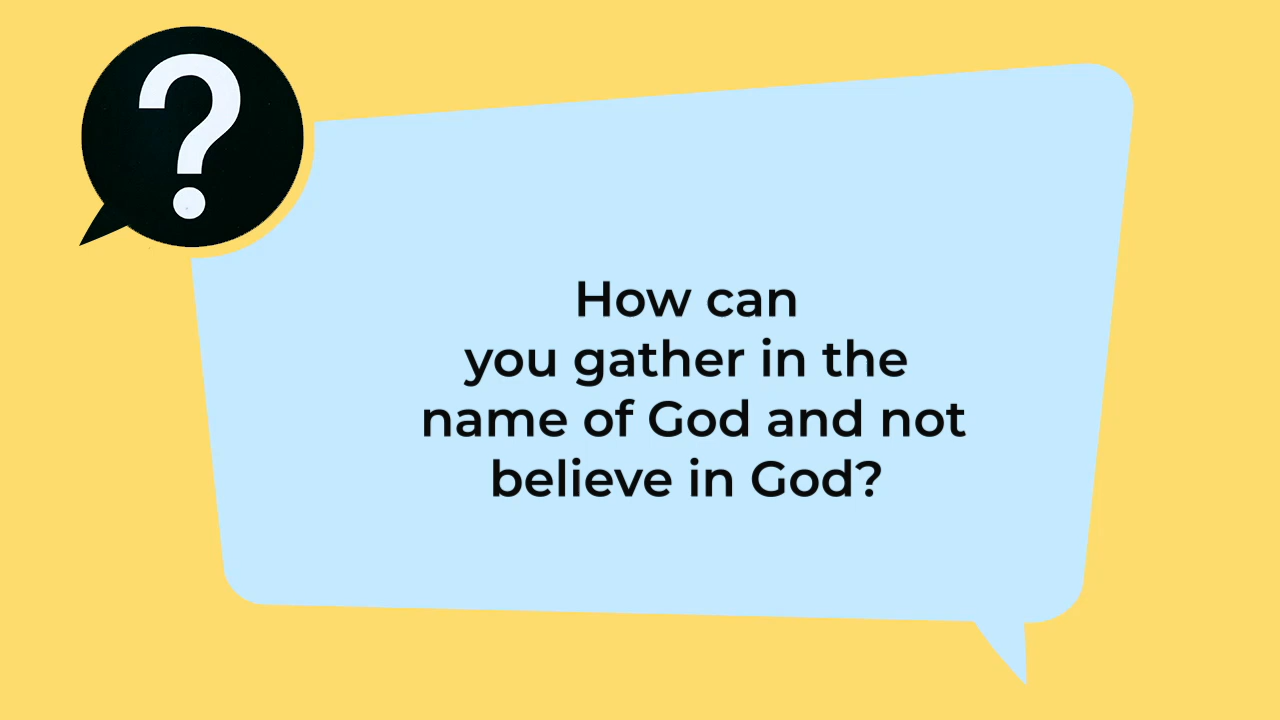 ?
How can
you gather in the
name of God and not
believe in God?